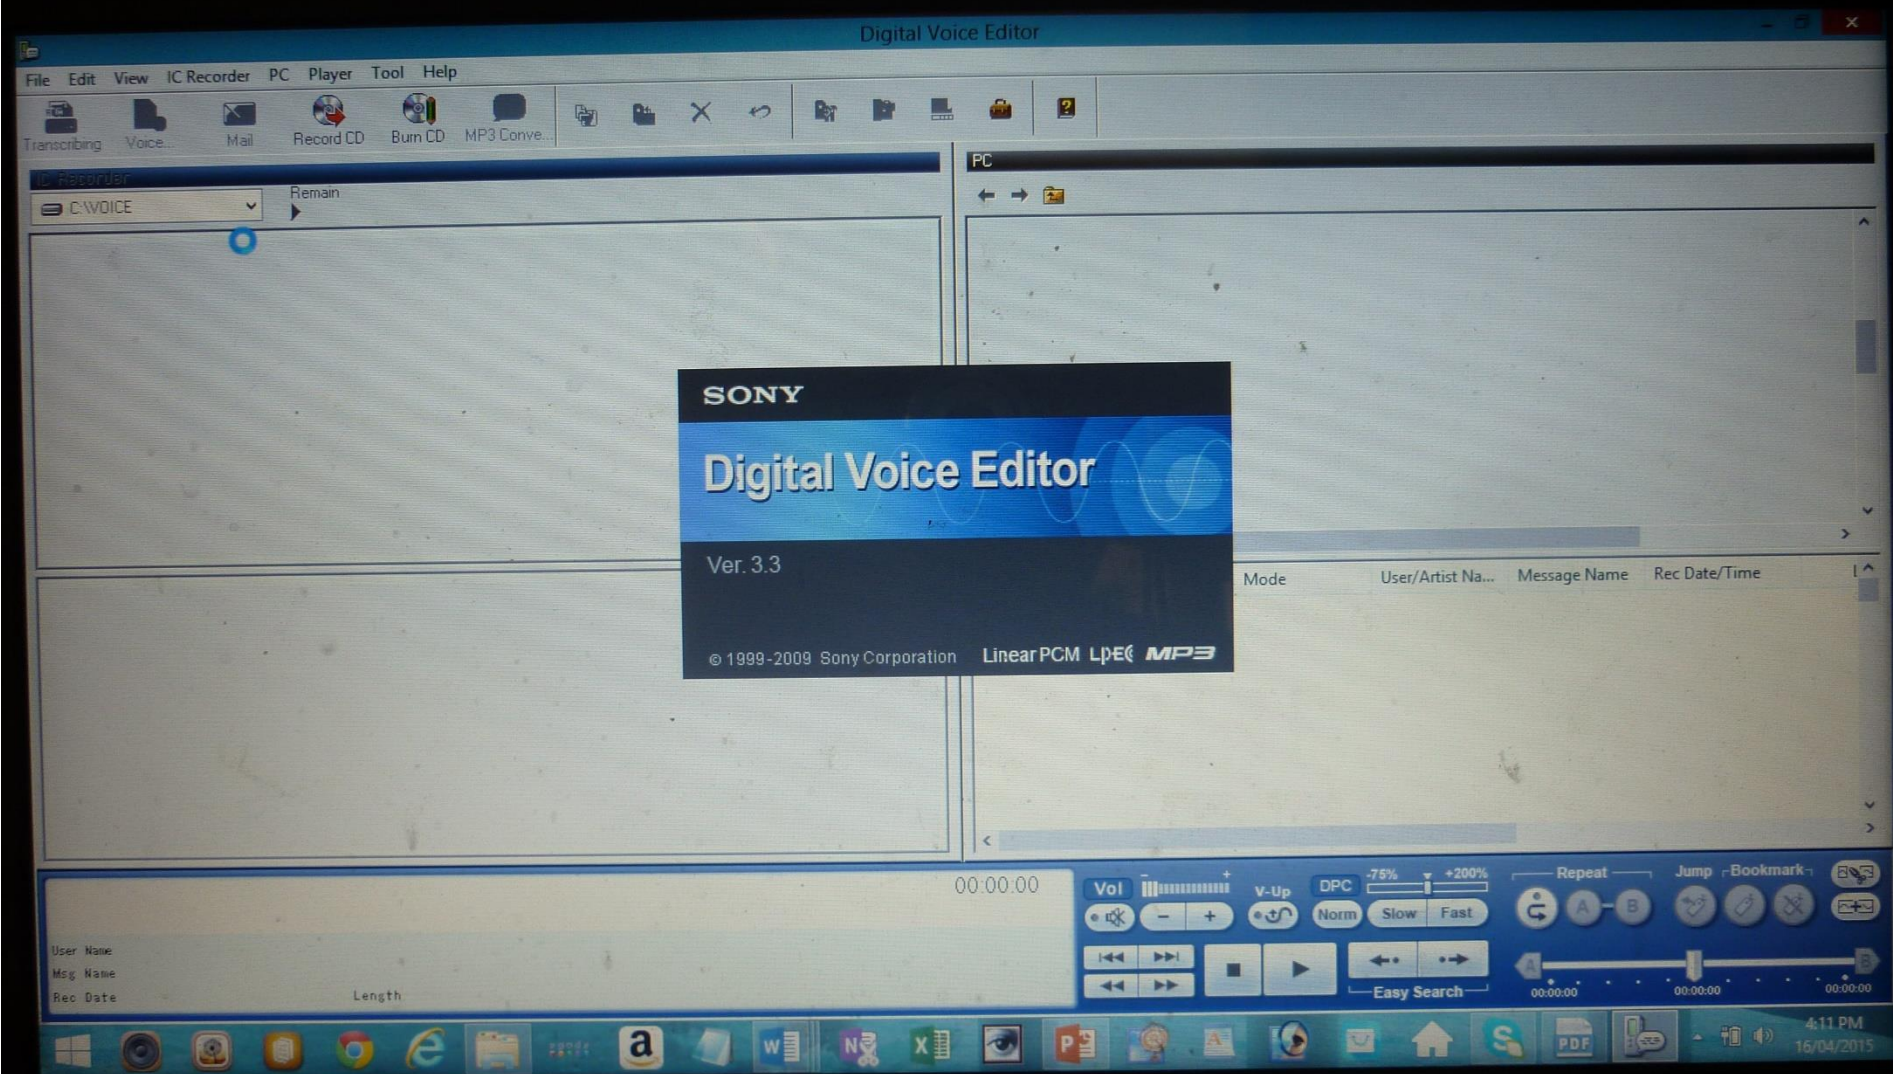 Digital Voice Editor
File Edit View IC Recorder PC Player Tool Help
Transcribing Voice... Mail Record CD Burn CD MP3 Conve...
IC Recorder
PC
C:\VOICE
Remain
SONY
Digital Voice Editor
Ver. 3.3
© 1999-2009 Sony Corporation LinearPCM LPEC MP3
Mode User/Artist Na... Message Name Rec Date/Time
00:00:00
User Name
Msg Name
Rec Date
Length
Vol
- +
V-Up
DPC
-75% +200%
Norm
Slow Fast
Repeat
A - B
Jump Bookmark
Easy Search
A B
00:00:00 00:00:00 00:00:00
a
W
N
X
P
A
S
PDF
4:11 PM
16/04/2015